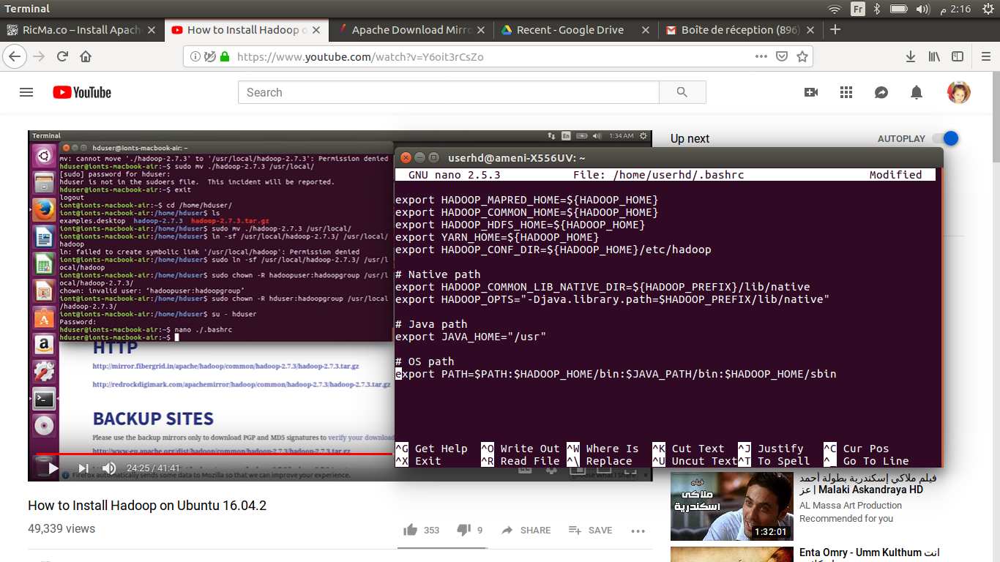 Terminal
Fr
2:16 م
RicMa.co – Install Apach
How to Install Hadoop o
Apache Download Mirro
Recent - Google Drive
Boîte de réception (896)
https://www.youtube.com/watch?v=Y6oit3rCsZo
YouTube
Search
Terminal
En
1:34 AM
hduser@ionts-macbook-air: ~
mv: cannot move './hadoop-2.7.3' to '/usr/local/hadoop-2.7.3': Permission denied
hduser@ionts-macbook-air:~$ sudo mv ./hadoop-2.7.3 /usr/local/
[sudo] password for hduser:
hduser is not in the sudoers file.  This incident will be reported.
hduser@ionts-macbook-air:~$ exit
logout
iont@ionts-macbook-air:~$ cd /home/hduser/
iont@ionts-macbook-air:/home/hduser$ ls
examples.desktop  hadoop-2.7.3  hadoop-2.7.3.tar.gz
iont@ionts-macbook-air:/home/hduser$ sudo mv ./hadoop-2.7.3 /usr/local/
iont@ionts-macbook-air:/home/hduser$ ln -sf /usr/local/hadoop-2.7.3/ /usr/local/
hadoop
ln: failed to create symbolic link '/usr/local/hadoop': Permission denied
iont@ionts-macbook-air:/home/hduser$ sudo ln -sf /usr/local/hadoop-2.7.3/ /usr/l
ocal/hadoop
iont@ionts-macbook-air:/home/hduser$ sudo chown -R hadoopuser:hadoopgroup /usr/l
ocal/hadoop-2.7.3/
chown: invalid user: ‘hadoopuser:hadoopgroup’
iont@ionts-macbook-air:/home/hduser$ sudo chown -R hduser:hadoopgroup /usr/local
/hadoop-2.7.3/
iont@ionts-macbook-air:/home/hduser$ su - hduser
Password:
hduser@ionts-macbook-air:~$ nano ./.bashrc
hduser@ionts-macbook-air:~$
HTTP
http://mirror.fibergrid.in/apache/hadoop/common/hadoop-2.7.3/hadoop-2.7.3.tar.gz
http://redrockdigimark.com/apachemirror/hadoop/common/hadoop-2.7.3/hadoop-2.7.3.tar.gz
BACKUP SITES
Please use the backup mirrors only to download PGP and MD5 signatures to verify your download
http://www-eu.apache.org/dist/hadoop/common/hadoop-2.7.3/hadoop-2.7.3.tar.gz
24:25 / 41:41
Firefox automatically sends some data to Mozilla so that we can improve your experience.
Choose What I Share
userhd@ameni-X556UV: ~
GNU nano 2.5.3 File: /home/userhd/.bashrc Modified
export HADOOP_MAPRED_HOME=${HADOOP_HOME}
export HADOOP_COMMON_HOME=${HADOOP_HOME}
export HADOOP_HDFS_HOME=${HADOOP_HOME}
export YARN_HOME=${HADOOP_HOME}
export HADOOP_CONF_DIR=${HADOOP_HOME}/etc/hadoop
# Native path
export HADOOP_COMMON_LIB_NATIVE_DIR=${HADOOP_PREFIX}/lib/native
export HADOOP_OPTS="-Djava.library.path=$HADOOP_PREFIX/lib/native"
# Java path
export JAVA_HOME="/usr"
# OS path
export PATH=$PATH:$HADOOP_HOME/bin:$JAVA_PATH/bin:$HADOOP_HOME/sbin
^G Get Help ^O Write Out ^W Where Is ^K Cut Text ^J Justify ^C Cur Pos
^X Exit ^R Read File ^\ Replace ^U Uncut Text ^T To Spell ^_ Go To Line
Up next
AUTOPLAY
How to Install Hadoop on Ubuntu 16.04.2
49,339 views
353
9
SHARE
SAVE
فيلم
ملاكى
اسكندرية
1:32:01
فيلم ملاكي إسكندرية بطولة أحمد
عز | Malaki Askandraya HD
AL Massa Art Production
Recommended for you
Enta Omry - Umm Kulthum انت